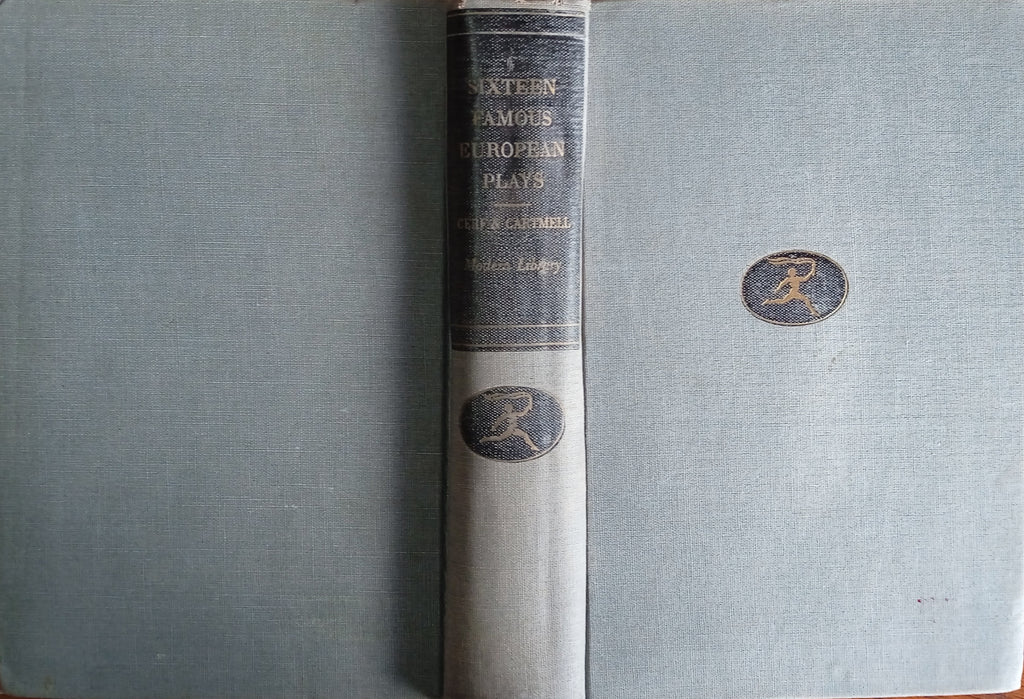 SIXTEEN
FAMOUS
EUROPEAN
PLAYS
CERF & CARTMELL
Modern Library